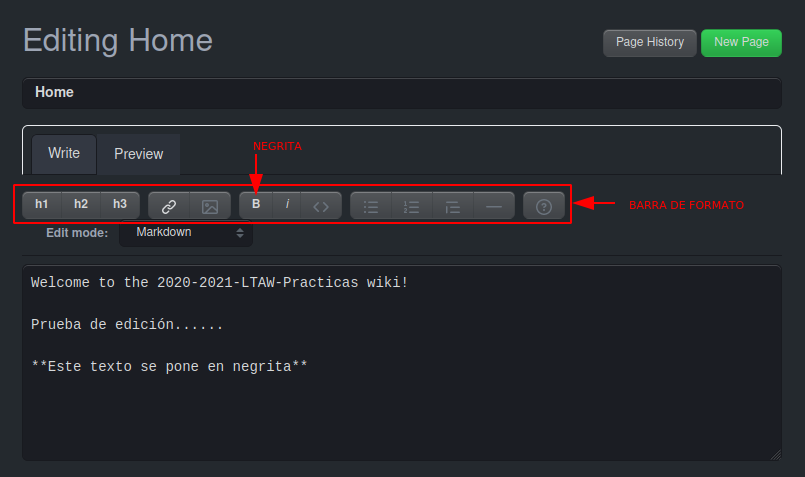 Editing Home
Page History New Page
Home
Write Preview
NEGRITA
h1 h2 h3 B i
BARRA DE FORMATO
Edit mode: Markdown
Welcome to the 2020-2021-LTAW-Practicas wiki!
Prueba de edición......
**Este texto se pone en negrita**